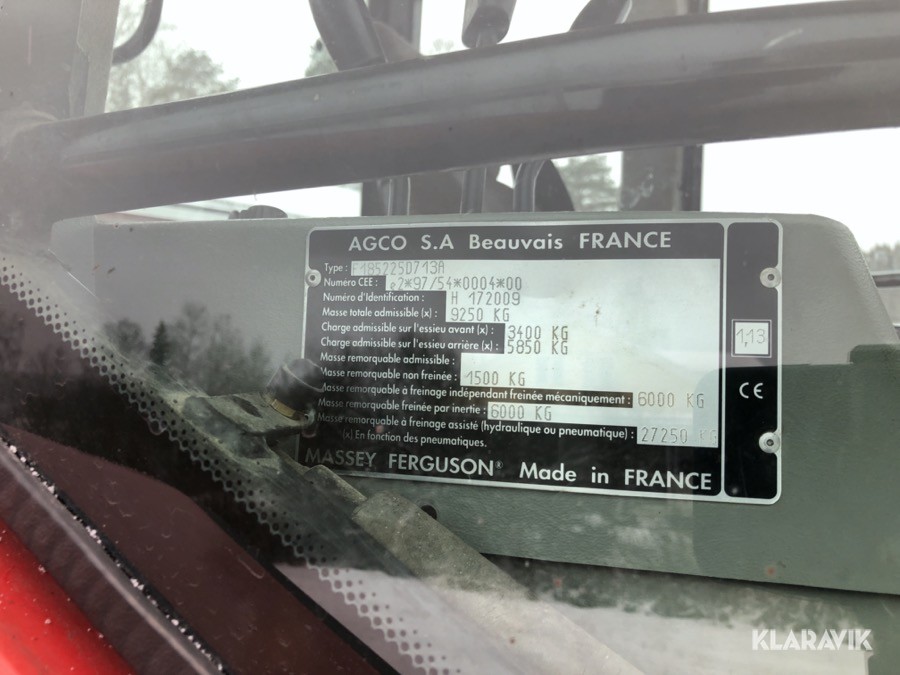 AGCO S.A Beauvais FRANCE
Type : F185225D713A
Numéro CEE : e2*97/54*0004*00
Numéro d'Identification : H 172009
Masse totale admissible (x) : 9250 KG
Charge admissible sur l'essieu avant (x) : 3400 KG
Charge admissible sur l'essieu arrière (x) : 5850 KG
Masse remorquable admissible :
Masse remorquable non freinée : 1500 KG
Masse remorquable à freinage indépendant freinée mécaniquement : 6000 KG
Masse remorquable freinée par inertie : 6000 KG
Masse remorquable à freinage assisté (hydraulique ou pneumatique) : 27250 KG
(x) En fonction des pneumatiques.
MASSEY FERGUSON® Made in FRANCE
1,13
CE
KLARAVIK